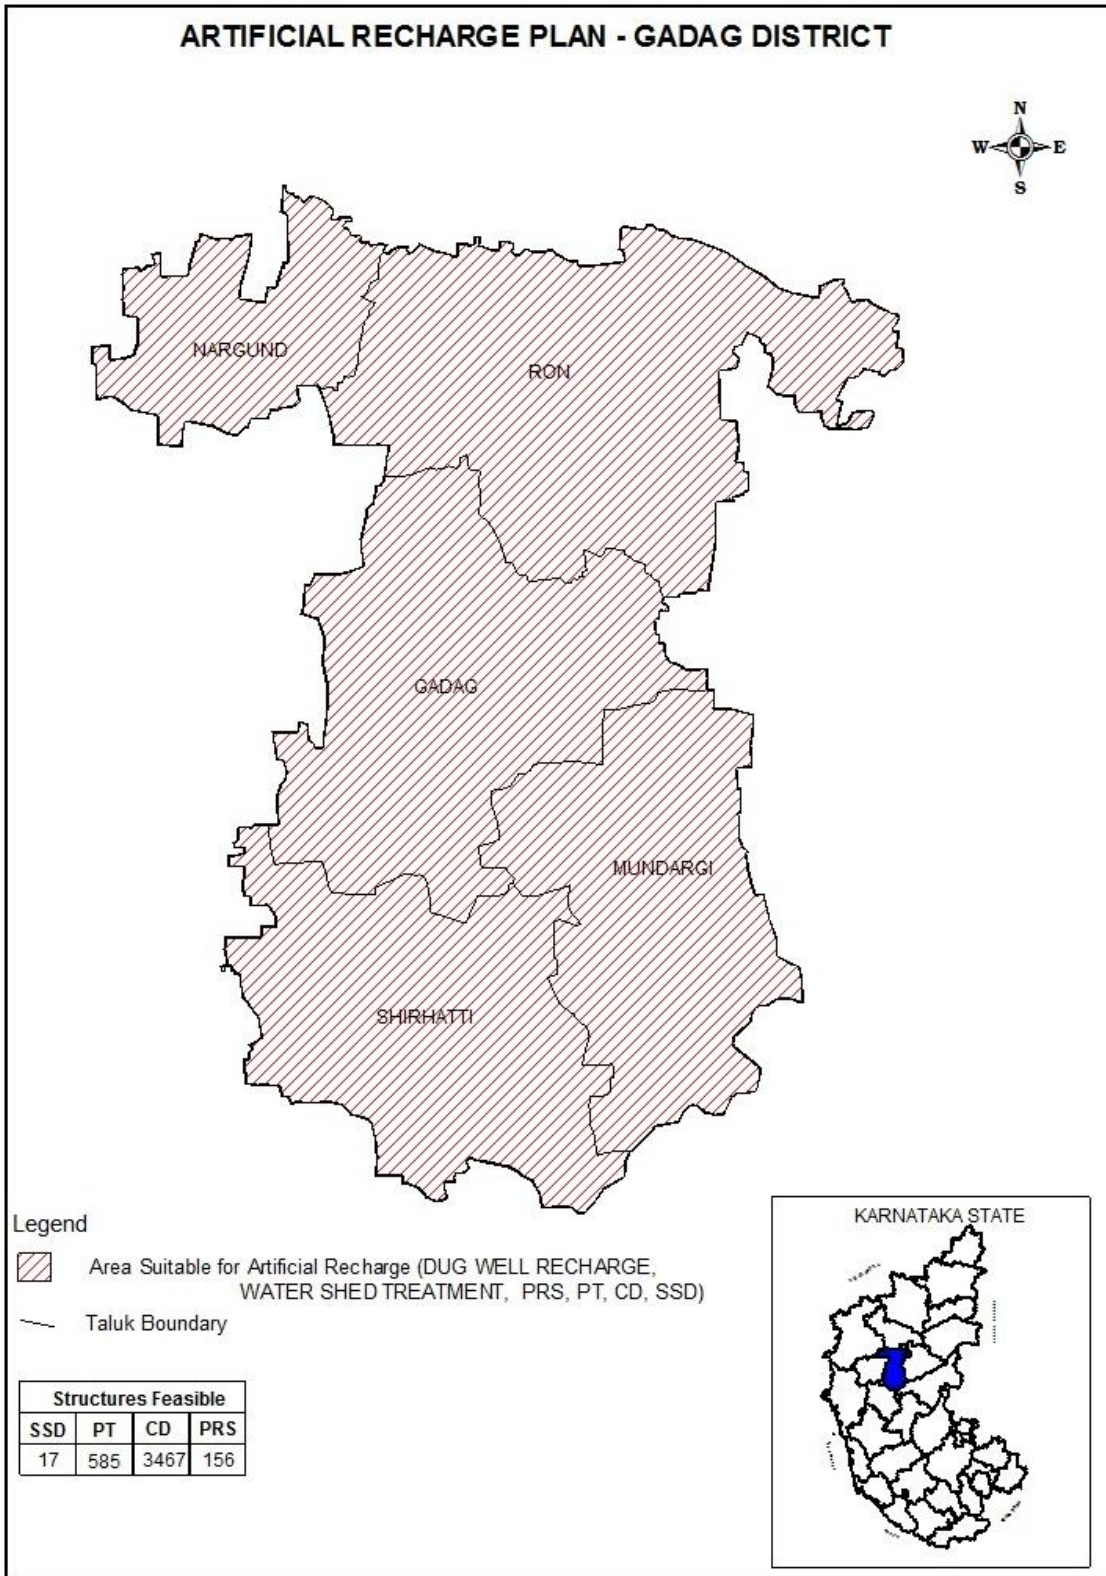 ARTIFICIAL RECHARGE PLAN - GADAG DISTRICT
N
W E
S
NARGUND
RON
GADAG
MUNDARGI
SHIRHATTI
Legend
Area Suitable for Artificial Recharge (DUG WELL RECHARGE,
WATER SHED TREATMENT, PRS, PT, CD, SSD)
Taluk Boundary
Structures Feasible
SSD PT CD PRS
17 585 3467 156
KARNATAKA STATE